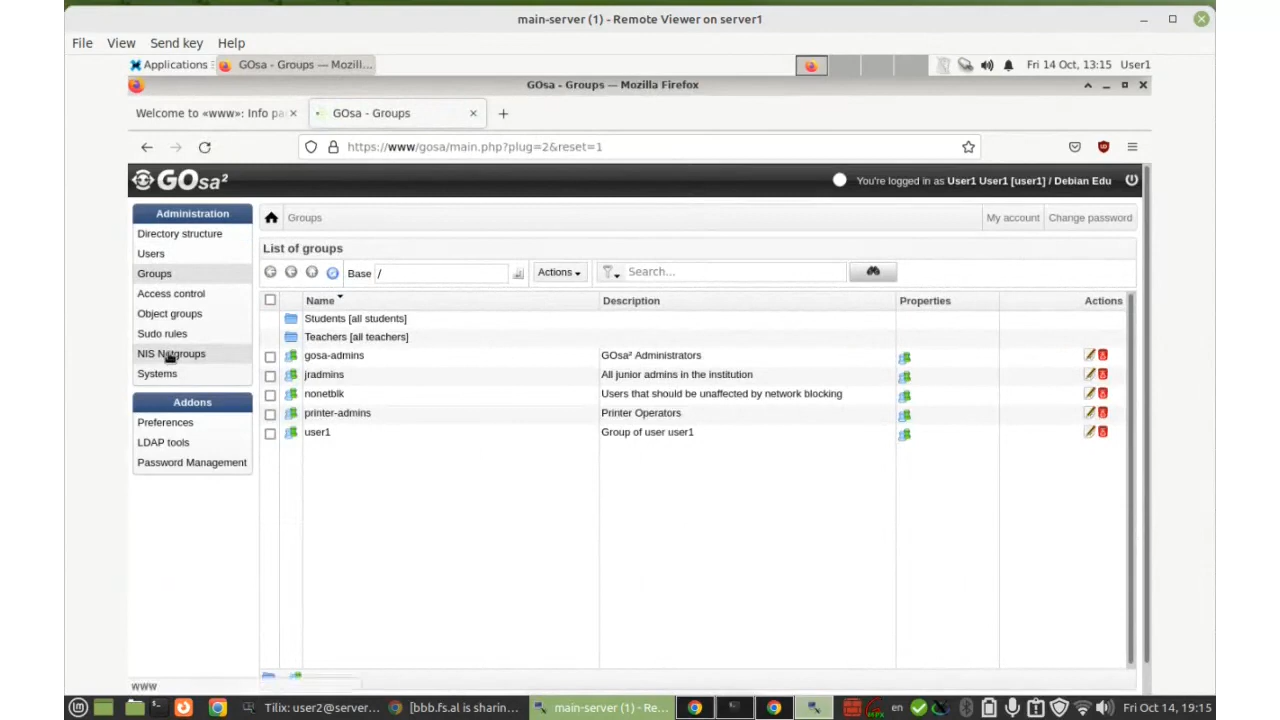 main-server (1) - Remote Viewer on server1
File View Send key Help
Applications GOsa - Groups — Mozill... Fri 14 Oct, 13:15 User1
GOsa - Groups — Mozilla Firefox
Welcome to «www»: Info pa GOsa - Groups
https://www/gosa/main.php?plug=2&reset=1
GOsa² You're logged in as User1 User1 [user1] / Debian Edu
Administration
Directory structure
Users
Groups
Access control
Object groups
Sudo rules
NIS Netgroups
Systems
Addons
Preferences
LDAP tools
Password Management
Groups My account Change password
List of groups
Base / Actions Search...
Name Description Properties Actions
Students [all students]
Teachers [all teachers]
gosa-admins GOsa² Administrators
jradmins All junior admins in the institution
nonetblk Users that should be unaffected by network blocking
printer-admins Printer Operators
user1 Group of user user1
www
Tilix: user2@server... [bbb.fs.al is sharin... main-server (1) - Re... en Fri Oct 14, 19:15